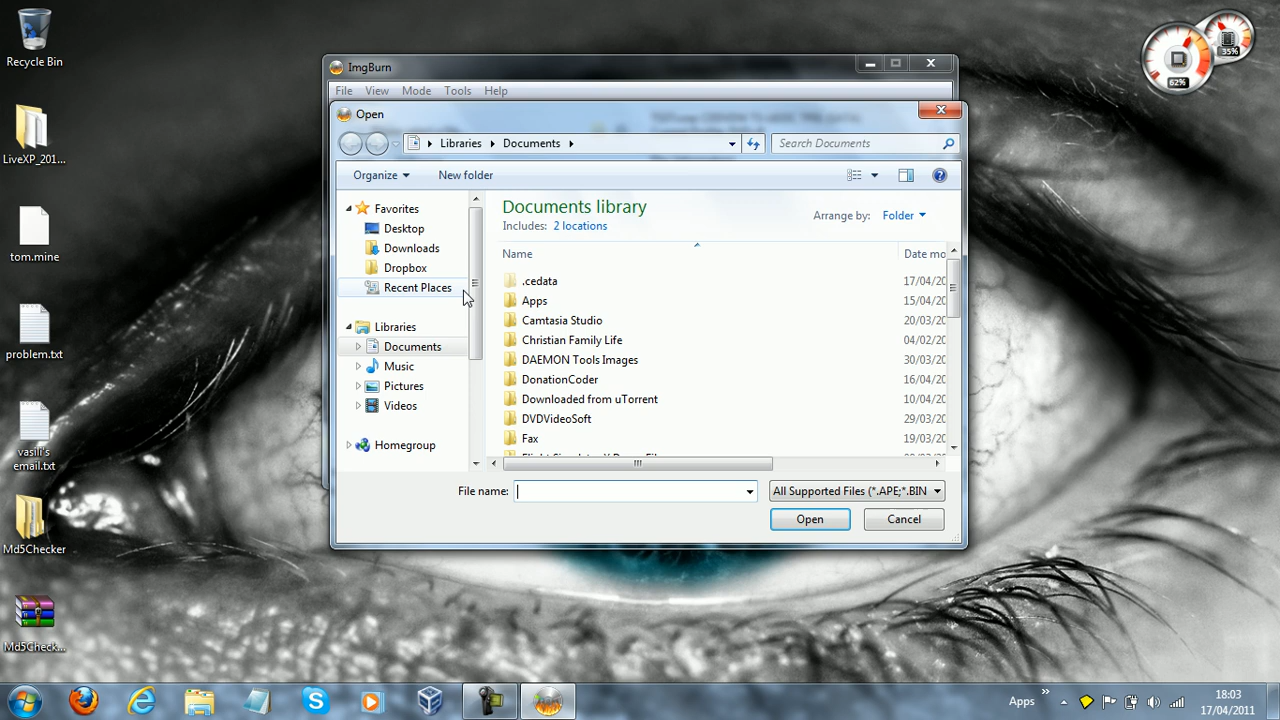 Recycle Bin
LiveXP_201...
tom.mine
problem.txt
vasili's
email.txt
Md5Checker
Md5Chec...
35%
62%
ImgBurn
File View Mode Tools Help
Open
Libraries Documents
Search Documents
Organize
New folder
Favorites
Desktop
Downloads
Dropbox
Recent Places
Libraries
Documents
Music
Pictures
Videos
Homegroup
Documents library
Includes: 2 locations
Arrange by: Folder
Name
Date mo
.cedata 17/04/20
Apps 15/04/20
Camtasia Studio 20/03/20
Christian Family Life 04/02/20
DAEMON Tools Images 30/03/20
DonationCoder 16/04/20
Downloaded from uTorrent 10/04/20
DVDVideoSoft 29/03/20
Fax 19/03/20
File name:
All Supported Files (*.APE;*.BIN
Open
Cancel
Apps
18:03
17/04/2011